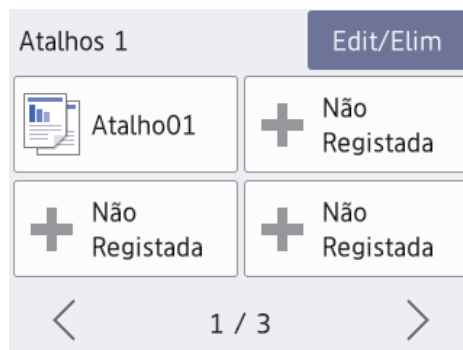 Atalhos 1
Edit/Elim
Atalho01
Não
Registada
Não
Registada
Não
Registada
1 / 3